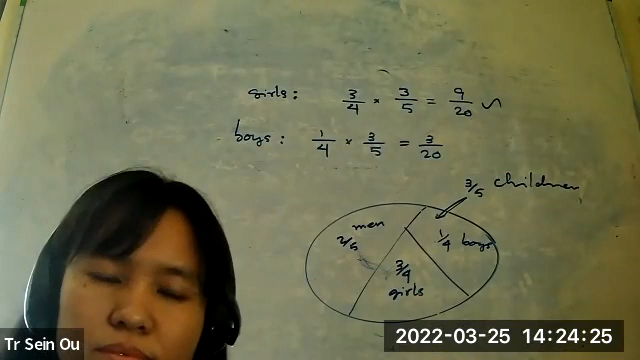 girls: 3/4 × 3/5 = 9/20
boys: 1/4 × 3/5 = 3/20
3/5 children
men
2/5
1/4 boys
3/4
girls
Tr Sein Ou
2022-03-25 14:24:25